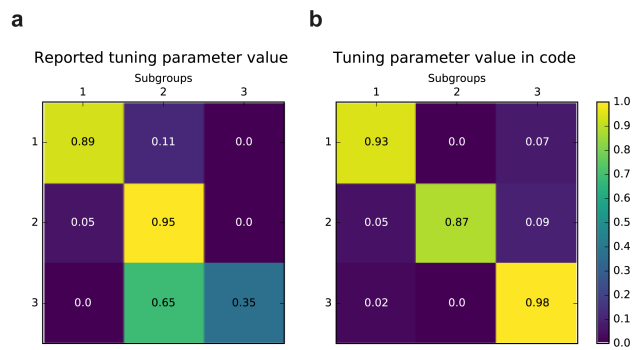 a
b
Reported tuning parameter value
Tuning parameter value in code
Subgroups
Subgroups
1 2 3
1 2 3
1 0.89 0.11 0.0
2 0.05 0.95 0.0
3 0.0 0.65 0.35
1 0.93 0.0 0.07
2 0.05 0.87 0.09
3 0.02 0.0 0.98
1.0
0.9
0.8
0.7
0.6
0.5
0.4
0.3
0.2
0.1
0.0